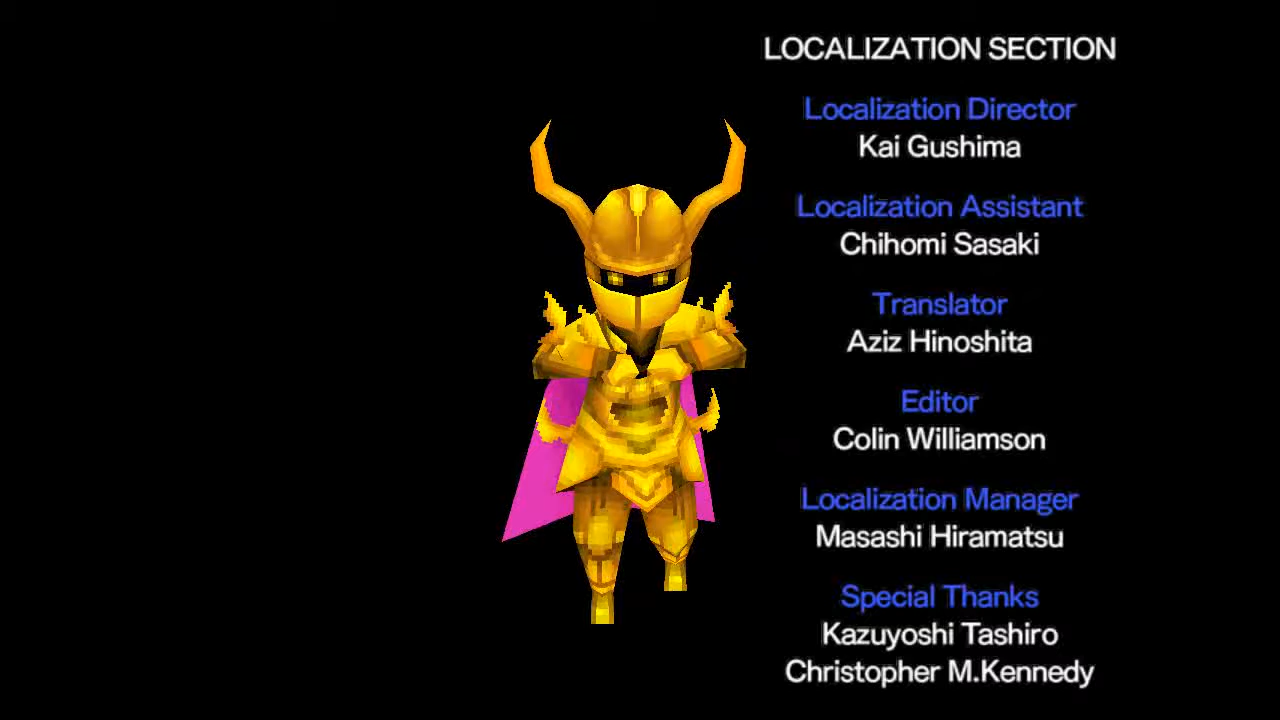 LOCALIZATION SECTION
Localization Director
Kai Gushima
Localization Assistant
Chihomi Sasaki
Translator
Aziz Hinoshita
Editor
Colin Williamson
Localization Manager
Masashi Hiramatsu
Special Thanks
Kazuyoshi Tashiro
Christopher M.Kennedy